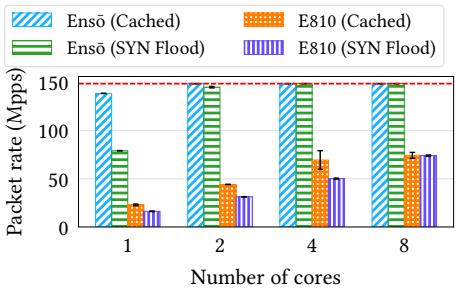 Ensō (Cached)
E810 (Cached)
Ensō (SYN Flood)
E810 (SYN Flood)
Packet rate (Mpps)
150
100
50
0
1
2
4
8
Number of cores